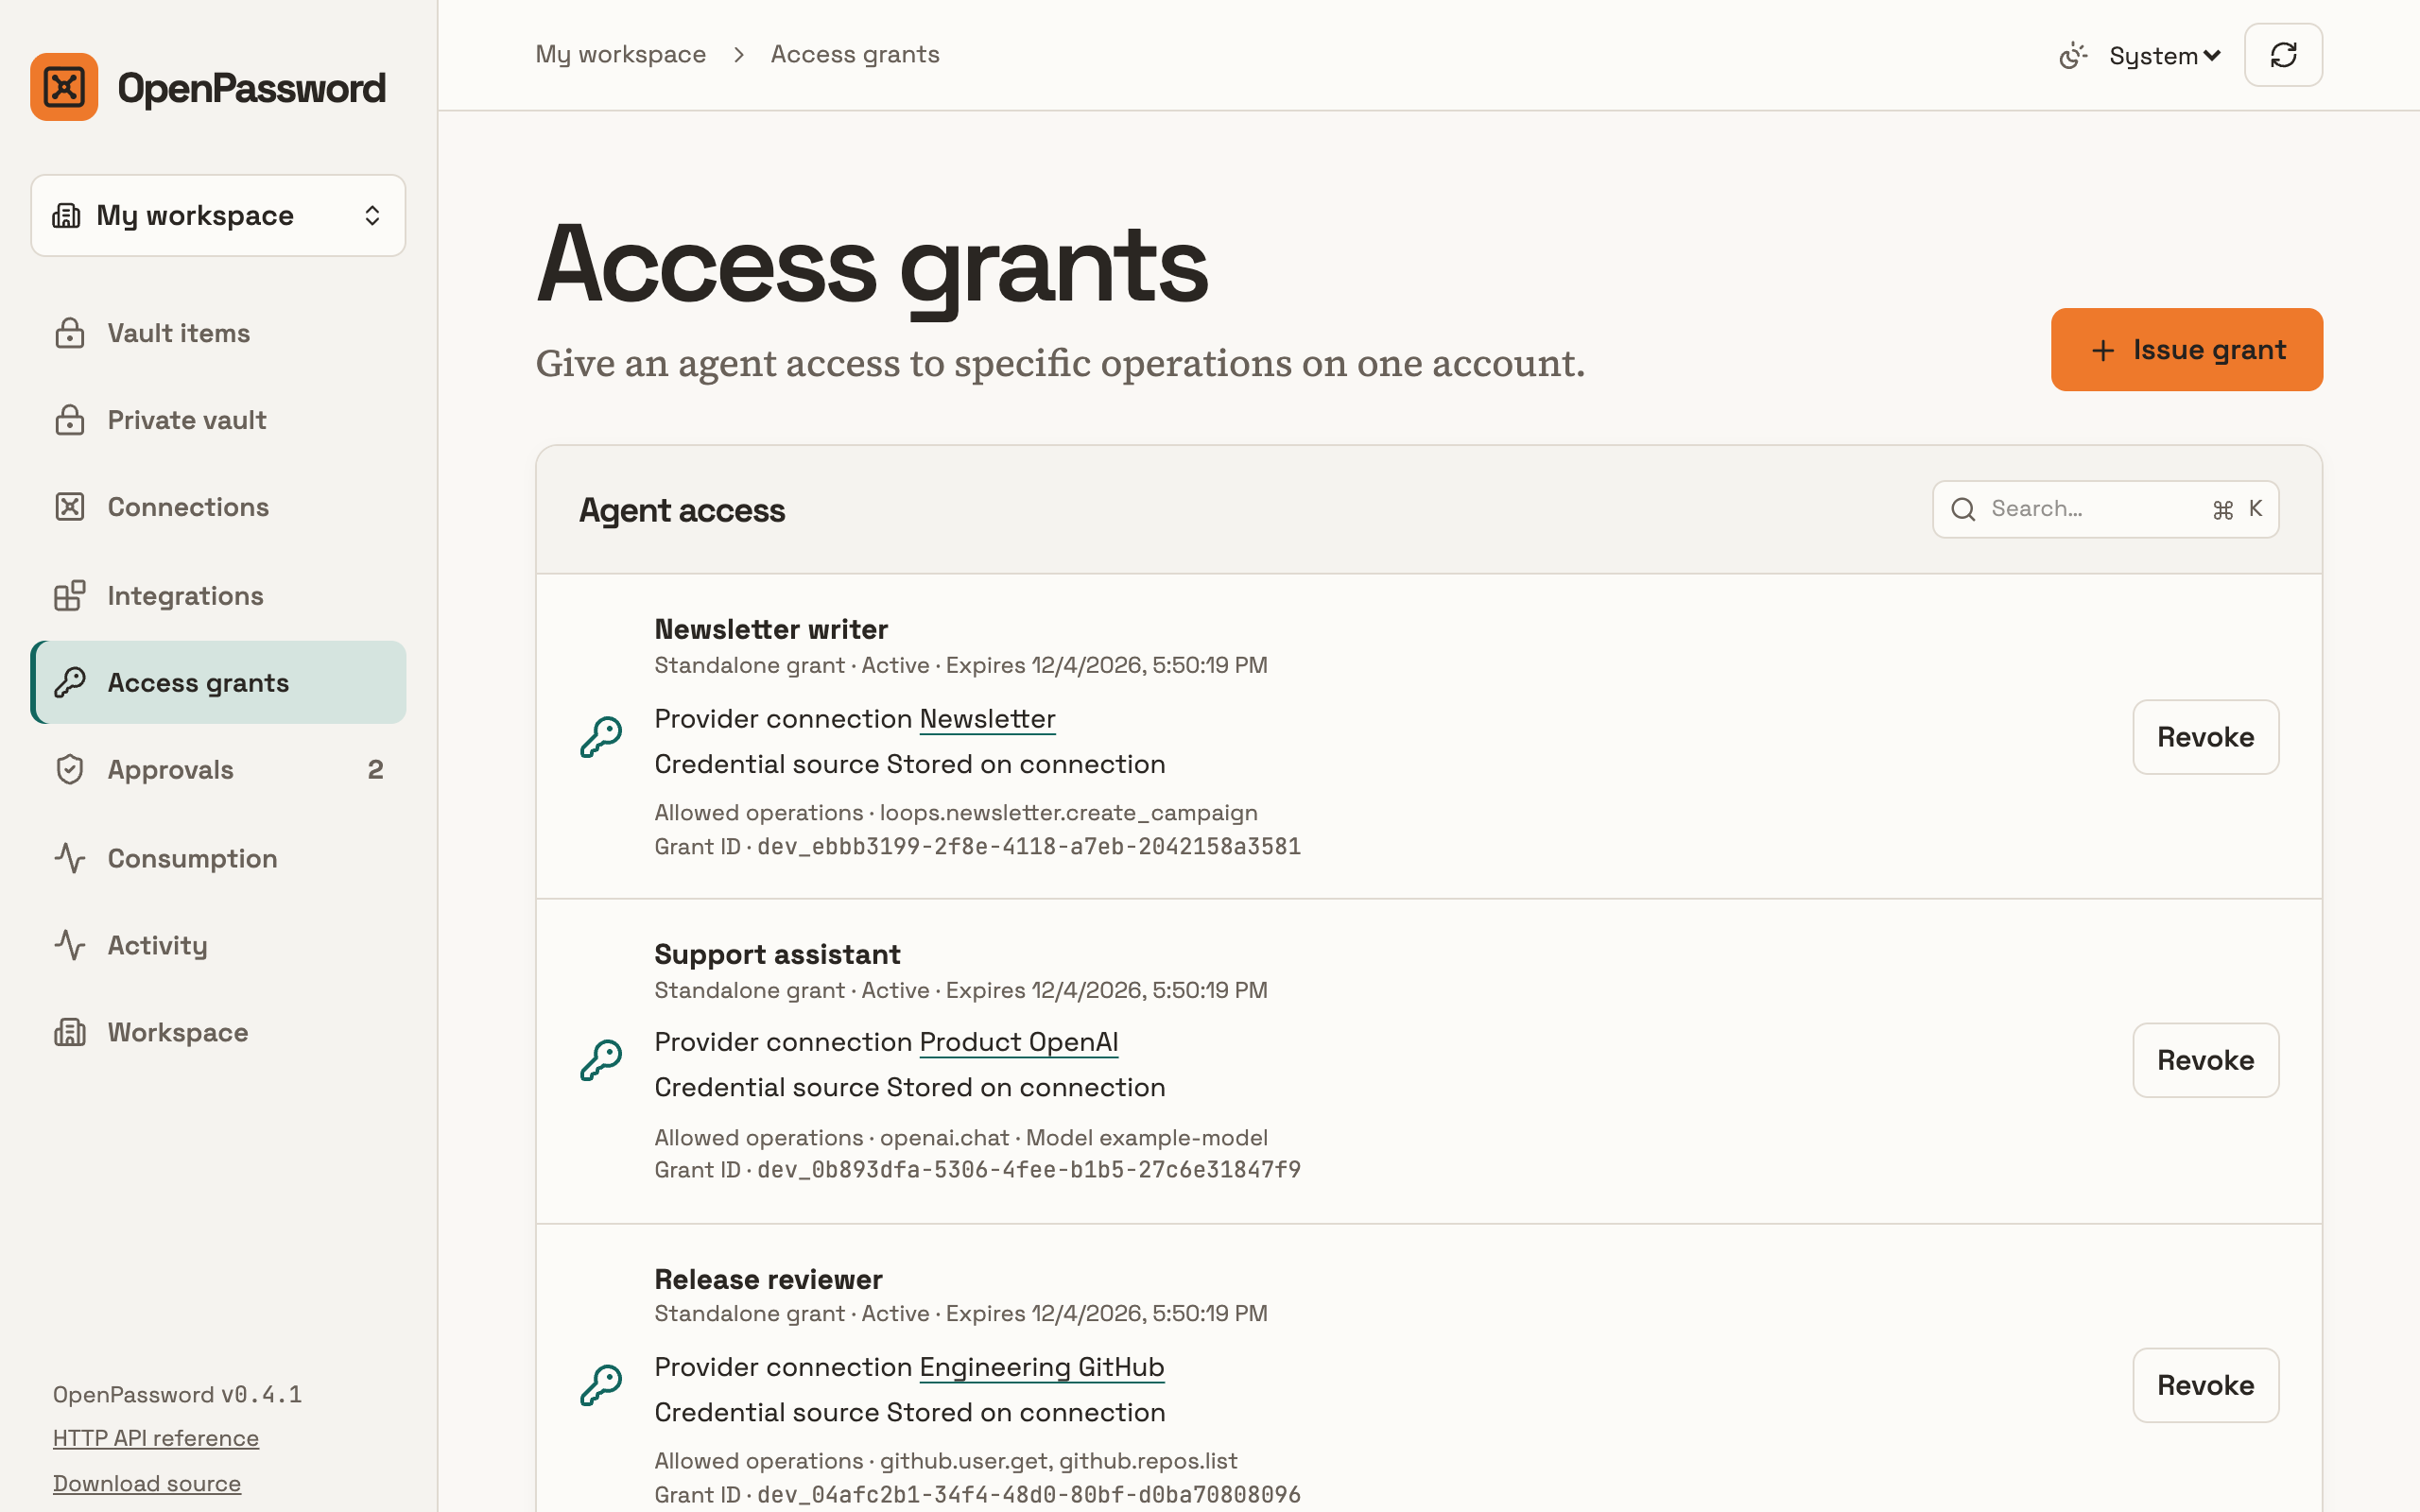 OpenPassword
My workspace
Vault items
Private vault
Connections
Integrations
Access grants
Approvals 2
Consumption
Activity
Workspace
OpenPassword v0.4.1
HTTP API reference
Download source
My workspace > Access grants
System
Access grants
Give an agent access to specific operations on one account.
+ Issue grant
Agent access
Search... ⌘ K
Newsletter writer
Standalone grant · Active · Expires 12/4/2026, 5:50:19 PM
Provider connection Newsletter
Credential source Stored on connection
Allowed operations · loops.newsletter.create_campaign
Grant ID · dev_ebbb3199-2f8e-4118-a7eb-2042158a3581
Revoke
Support assistant
Standalone grant · Active · Expires 12/4/2026, 5:50:19 PM
Provider connection Product OpenAI
Credential source Stored on connection
Allowed operations · openai.chat · Model example-model
Grant ID · dev_0b893dfa-5306-4fee-b1b5-27c6e31847f9
Revoke
Release reviewer
Standalone grant · Active · Expires 12/4/2026, 5:50:19 PM
Provider connection Engineering GitHub
Credential source Stored on connection
Allowed operations · github.user.get, github.repos.list
Grant ID · dev_04afc2b1-34f4-48d0-80bf-d0ba70808096
Revoke